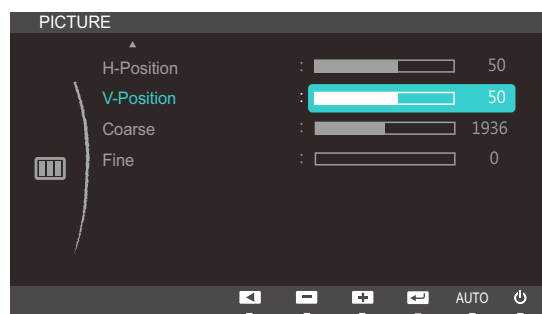 PICTURE
H-Position : 50
V-Position : 50
Coarse : 1936
Fine : 0
AUTO